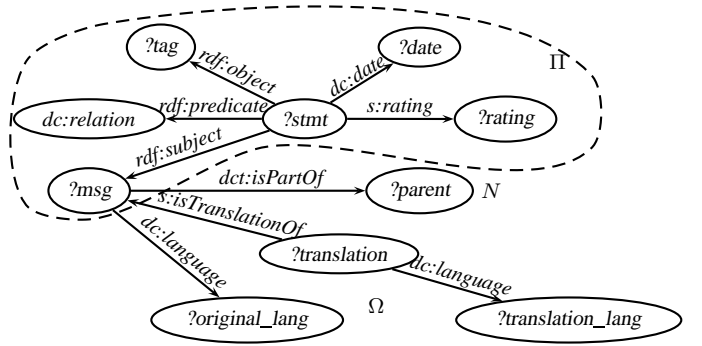 ?tag
?date
Π
rdf:object
dc:date
dc:relation
rdf:predicate
?stmt
s:rating
?rating
rdf:subject
?msg
dct:isPartOf
?parent
N
s:isTranslationOf
dc:language
?translation
dc:language
?original_lang
Ω
?translation_lang